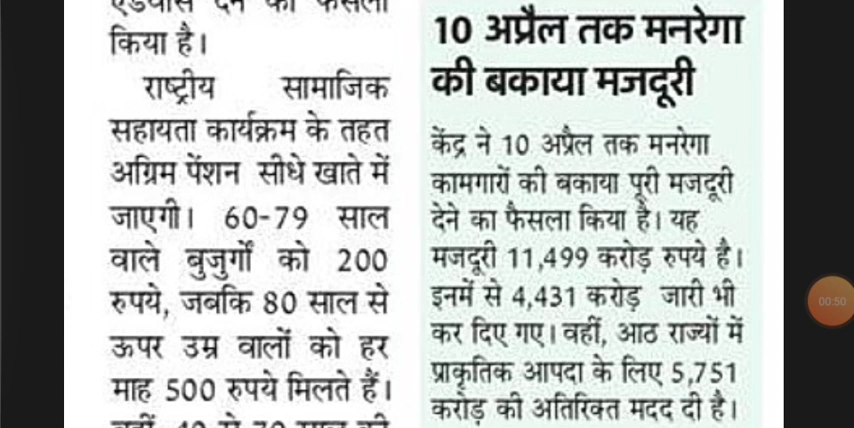 किया है।
राष्ट्रीय सामाजिक
सहायता कार्यक्रम के तहत
अग्रिम पेंशन सीधे खाते में
जाएगी। 60-79 साल
वाले बुजुर्गों को 200
रुपये, जबकि 80 साल से
ऊपर उम्र वालों को हर
माह 500 रुपये मिलते हैं।
10 अप्रैल तक मनरेगा
की बकाया मजदूरी
केंद्र ने 10 अप्रैल तक मनरेगा
कामगारों की बकाया पूरी मजदूरी
देने का फैसला किया है। यह
मजदूरी 11,499 करोड़ रुपये है।
इनमें से 4,431 करोड़ जारी भी
कर दिए गए। वहीं, आठ राज्यों में
प्राकृतिक आपदा के लिए 5,751
करोड़ की अतिरिक्त मदद दी है।
00:50